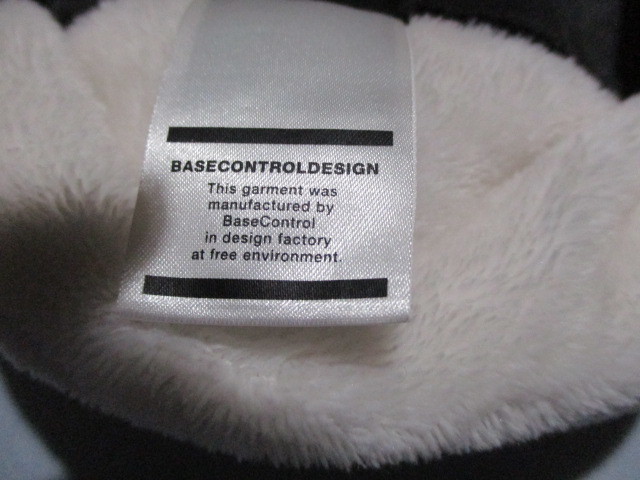 BASECONTROLDESIGN
This garment was
manufactured by
BaseControl
in design factory
at free environment.